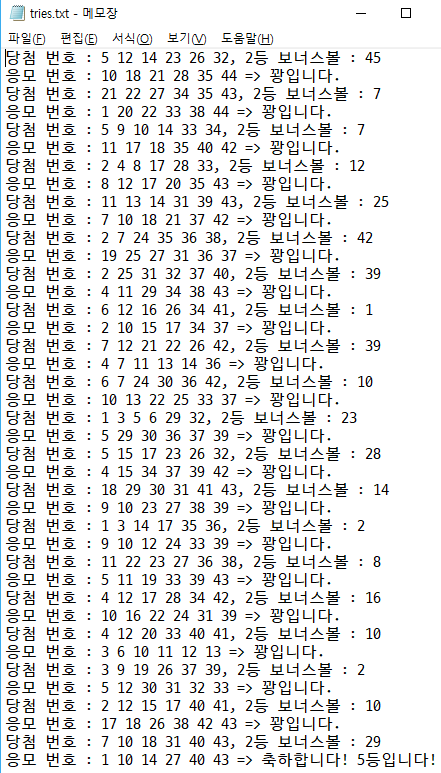 tries.txt - 메모장
파일(F) 편집(E) 서식(O) 보기(V) 도움말(H)
당첨 번호 : 5 12 14 23 26 32, 2등 보너스볼 : 45
응모 번호 : 10 18 21 28 35 44 => 꽝입니다.
당첨 번호 : 21 22 27 34 35 43, 2등 보너스볼 : 7
응모 번호 : 1 20 22 33 38 44 => 꽝입니다.
당첨 번호 : 5 9 10 14 33 34, 2등 보너스볼 : 7
응모 번호 : 11 17 18 35 40 42 => 꽝입니다.
당첨 번호 : 2 4 8 17 28 33, 2등 보너스볼 : 12
응모 번호 : 8 12 17 20 35 43 => 꽝입니다.
당첨 번호 : 11 13 14 31 39 43, 2등 보너스볼 : 25
응모 번호 : 7 10 18 21 37 42 => 꽝입니다.
당첨 번호 : 2 7 24 35 36 38, 2등 보너스볼 : 42
응모 번호 : 19 25 27 31 36 37 => 꽝입니다.
당첨 번호 : 2 25 31 32 37 40, 2등 보너스볼 : 39
응모 번호 : 4 11 29 34 38 43 => 꽝입니다.
당첨 번호 : 6 12 16 26 34 41, 2등 보너스볼 : 1
응모 번호 : 2 10 15 17 34 37 => 꽝입니다.
당첨 번호 : 7 12 21 22 26 42, 2등 보너스볼 : 39
응모 번호 : 4 7 11 13 14 36 => 꽝입니다.
당첨 번호 : 6 7 24 30 36 42, 2등 보너스볼 : 10
응모 번호 : 10 13 22 25 33 37 => 꽝입니다.
당첨 번호 : 1 3 5 6 29 32, 2등 보너스볼 : 23
응모 번호 : 5 29 30 36 37 39 => 꽝입니다.
당첨 번호 : 5 15 17 23 26 32, 2등 보너스볼 : 28
응모 번호 : 4 15 34 37 39 42 => 꽝입니다.
당첨 번호 : 18 29 30 31 41 43, 2등 보너스볼 : 14
응모 번호 : 9 10 23 27 38 39 => 꽝입니다.
당첨 번호 : 1 3 14 17 35 36, 2등 보너스볼 : 2
응모 번호 : 9 10 12 24 33 39 => 꽝입니다.
당첨 번호 : 11 22 23 27 36 38, 2등 보너스볼 : 8
응모 번호 : 5 11 19 33 39 43 => 꽝입니다.
당첨 번호 : 4 12 17 28 34 42, 2등 보너스볼 : 16
응모 번호 : 10 16 22 24 31 39 => 꽝입니다.
당첨 번호 : 4 12 20 33 40 41, 2등 보너스볼 : 10
응모 번호 : 3 6 10 11 12 13 => 꽝입니다.
당첨 번호 : 3 9 19 26 37 39, 2등 보너스볼 : 2
응모 번호 : 5 12 30 31 32 33 => 꽝입니다.
당첨 번호 : 2 12 15 17 40 41, 2등 보너스볼 : 10
응모 번호 : 17 18 26 38 42 43 => 꽝입니다.
당첨 번호 : 7 10 18 31 40 43, 2등 보너스볼 : 29
응모 번호 : 1 10 14 27 40 43 => 축하합니다! 5등입니다!